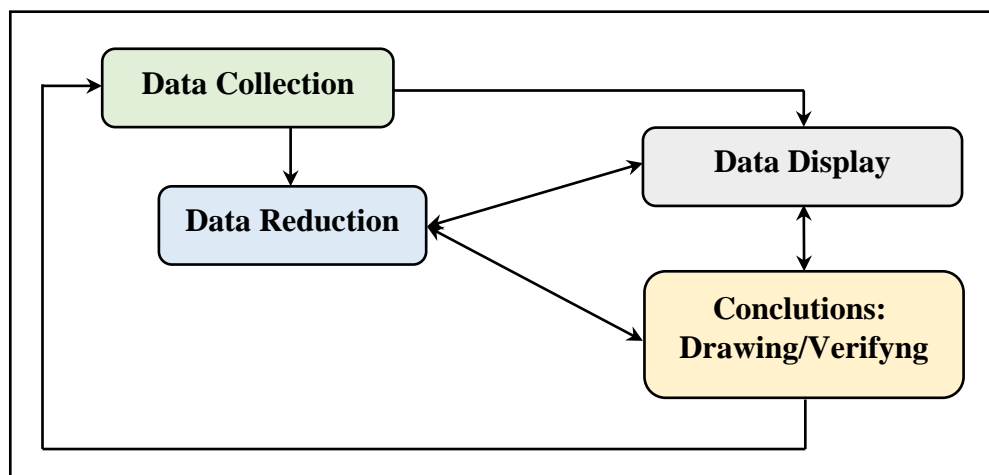 Data Collection
Data Display
Data Reduction
Conclutions:
Drawing/Verifyng